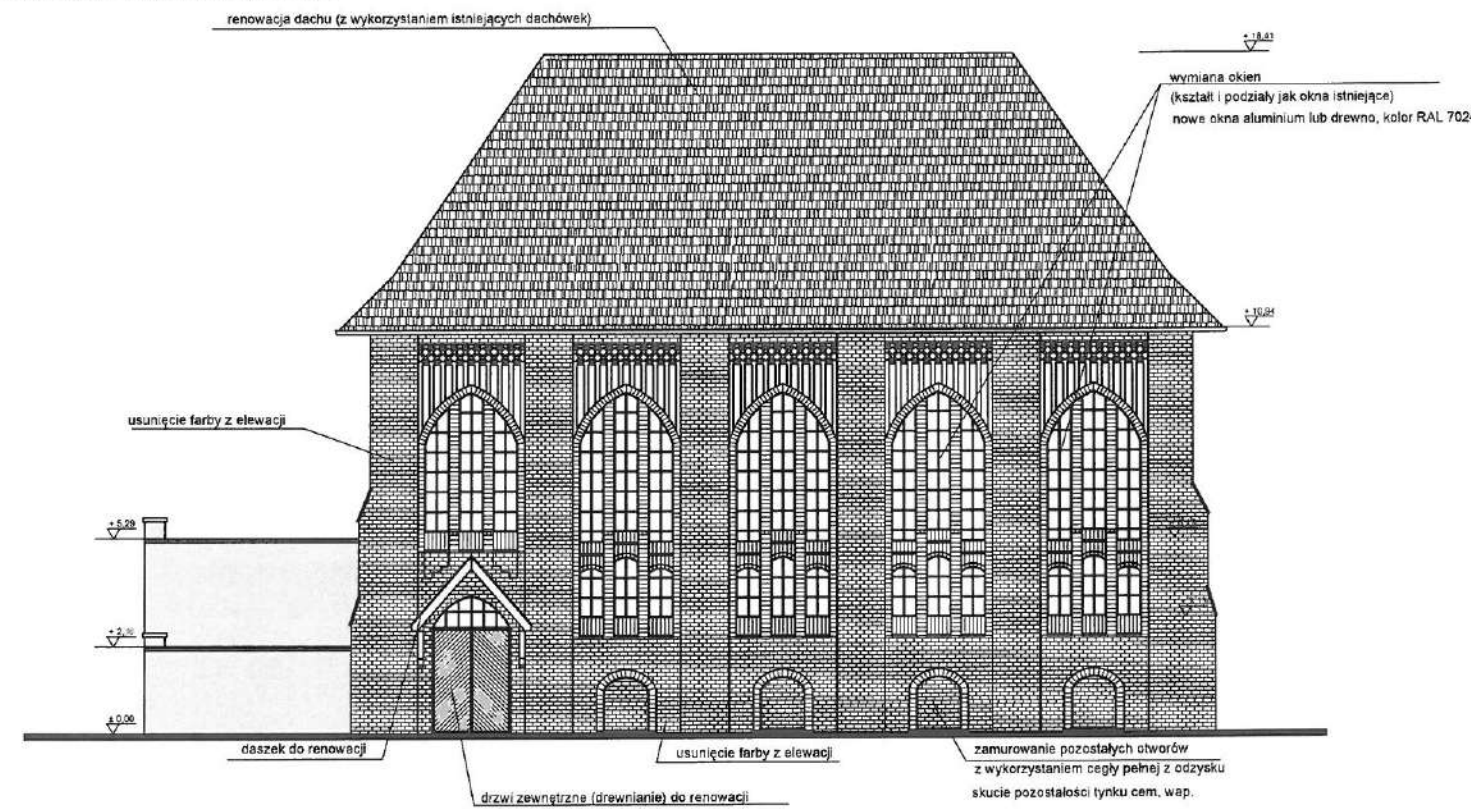 renowacja dachu (z wykorzystaniem istniejących dachówek)
+ 18,91
wymiana okien
(kształt i podziały jak okna istniejące)
nowe okna aluminium lub drewno, kolor RAL 702
+ 10,94
usunięcie farby z elewacji
+ 5,29
± 0,00
daszek do renowacji
usunięcie farby z elewacji
zamurowanie pozostałych otworów
z wykorzystaniem cegły pełnej z odzysku
skucie pozostałości tynku cem, wap.
drzwi zewnętrzne (drewnianie) do renowacji